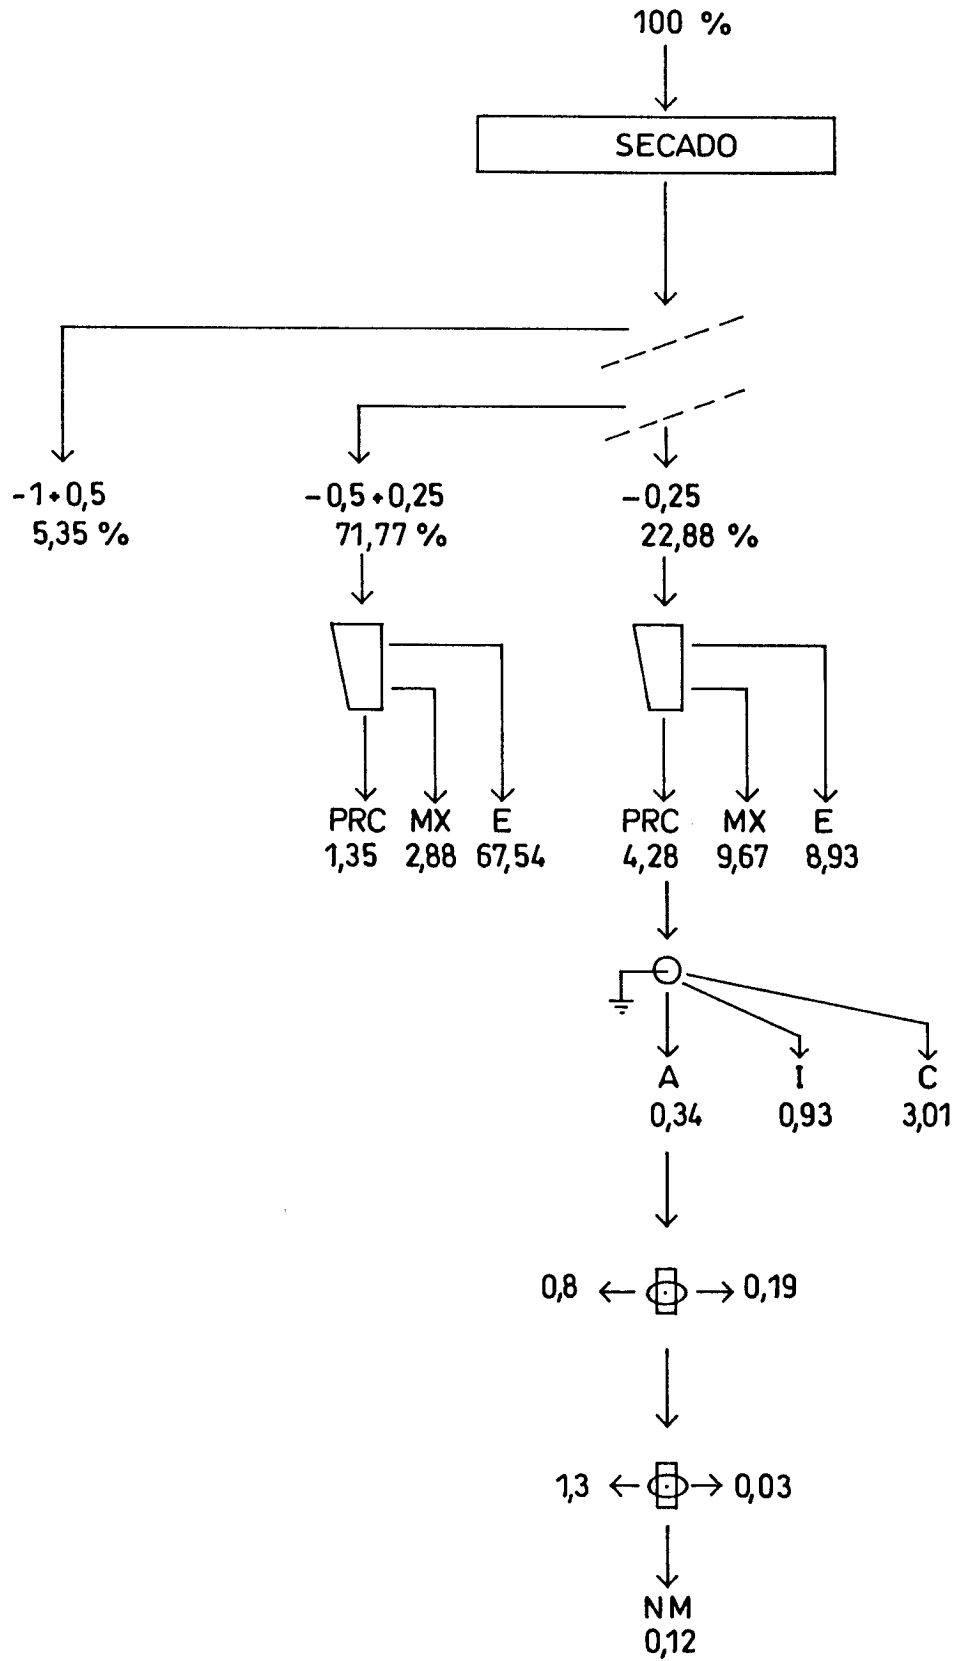 100 %
SECADO
-1+0,5
5,35 %
-0,5+0,25
71,77 %
-0,25
22,88 %
PRC MX E
1,35 2,88 67,54
PRC MX E
4,28 9,67 8,93
A I C
0,34 0,93 3,01
0,8 0,19
1,3 0,03
NM
0,12